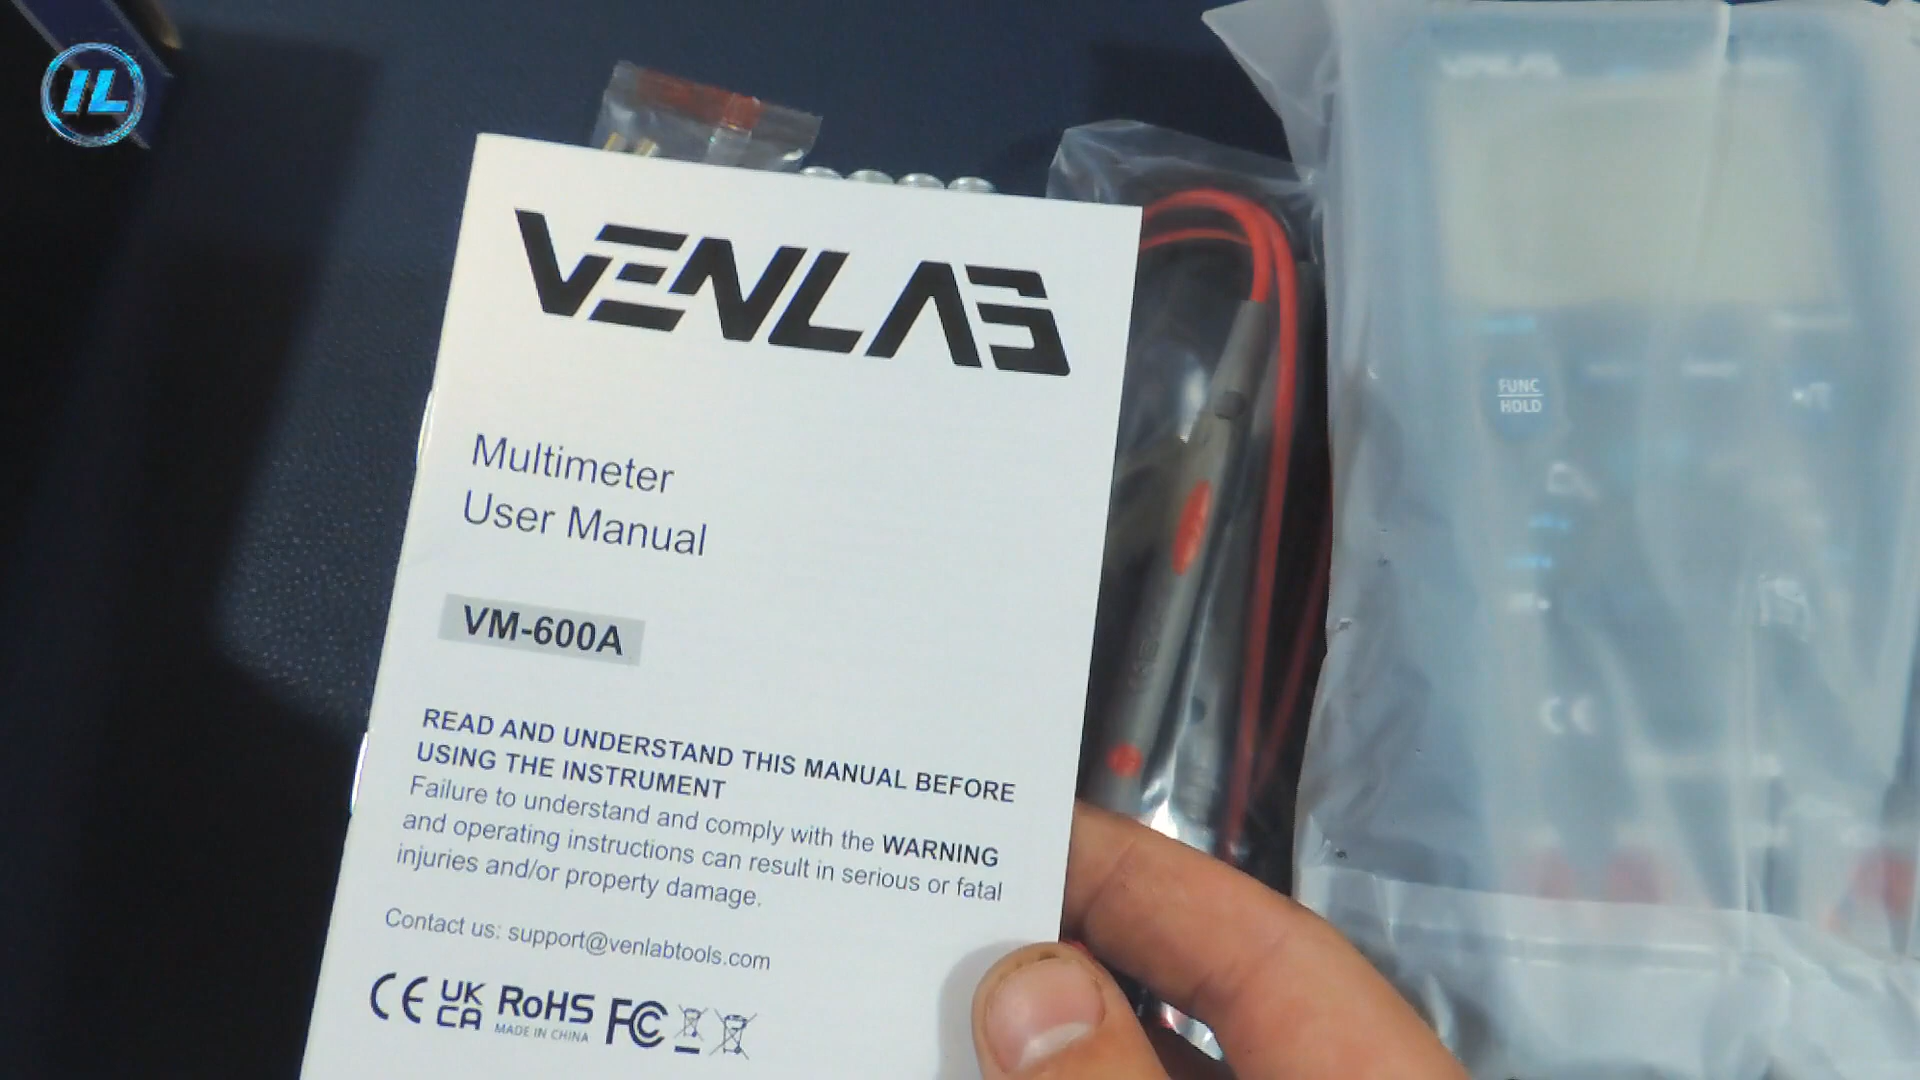 IL
VENLAB
Multimeter
User Manual
VM-600A
READ AND UNDERSTAND THIS MANUAL BEFORE
USING THE INSTRUMENT
Failure to understand and comply with the WARNING
and operating instructions can result in serious or fatal
injuries and/or property damage.
Contact us: support@venlabtools.com
CE UK CA RoHS FC
MADE IN CHINA
VENLAB
FUNC
HOLD
CE